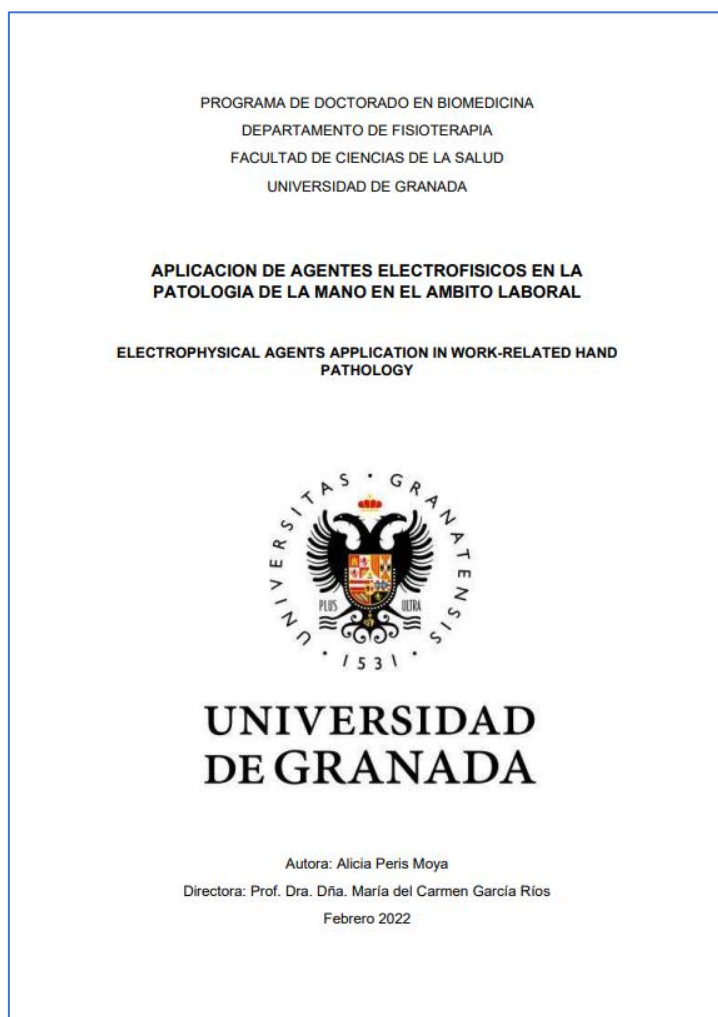 PROGRAMA DE DOCTORADO EN BIOMEDICINA
DEPARTAMENTO DE FISIOTERAPIA
FACULTAD DE CIENCIAS DE LA SALUD
UNIVERSIDAD DE GRANADA
APLICACION DE AGENTES ELECTROFISICOS EN LA
PATOLOGIA DE LA MANO EN EL AMBITO LABORAL
ELECTROPHYSICAL AGENTS APPLICATION IN WORK-RELATED HAND
PATHOLOGY
UNIVERSITAS · GRANATENSIS · 1531 ·
PLUS ULTRA
UNIVERSIDAD
DE GRANADA
Autora: Alicia Peris Moya
Directora: Prof. Dra. Dña. María del Carmen García Ríos
Febrero 2022